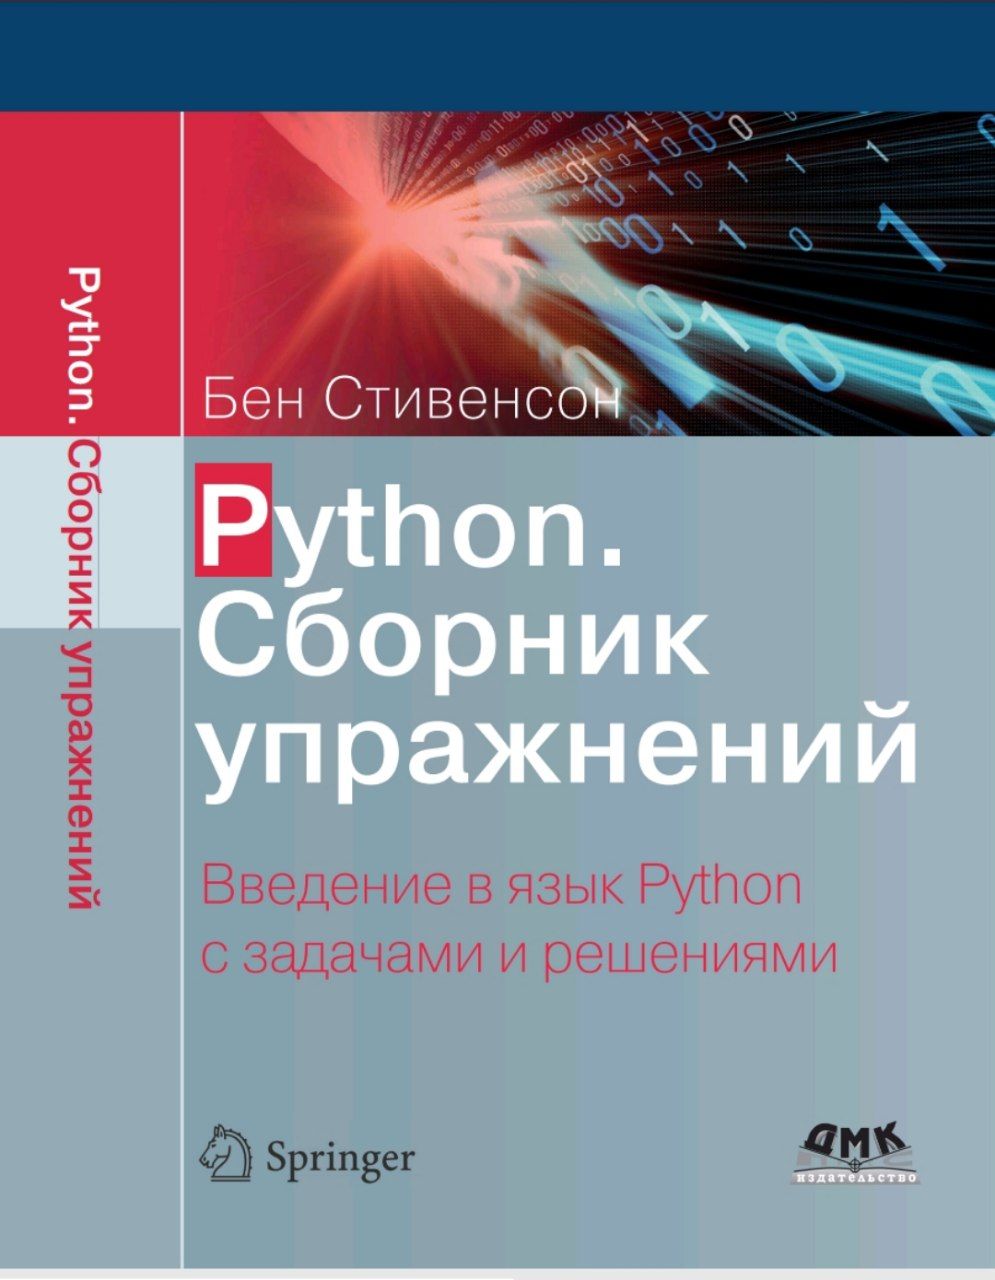 Python. Сборник упражнений
Бен Стивенсон
Python.
Сборник
упражнений
Введение в язык Python
с задачами и решениями
Springer
ДМК
издательство